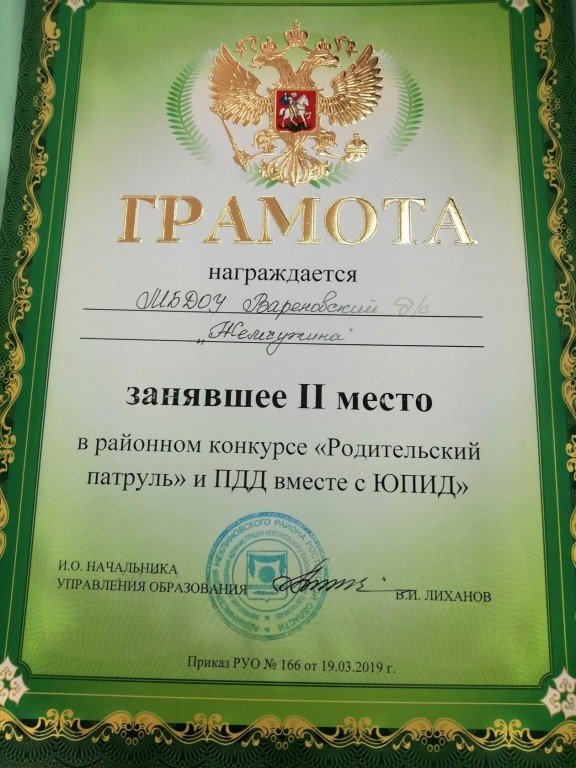 ГРАМОТА
награждается
МБДОУ Вареновский д/с
„Жемчужина"
занявшее II место
в районном конкурсе «Родительский
патруль» и ПДД вместе с ЮПИД»
И.О. НАЧАЛЬНИКА
УПРАВЛЕНИЯ ОБРАЗОВАНИЯ
В.И. ЛИХАНОВ
Приказ РУО № 166 от 19.03.2019 г.